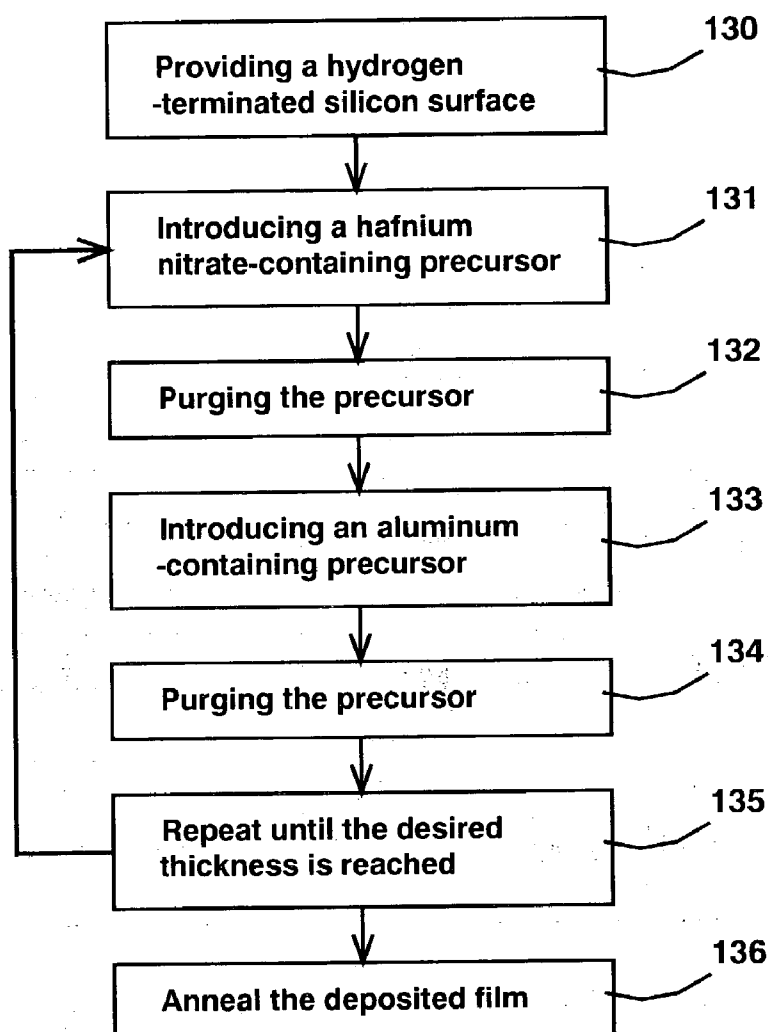 130
Providing a hydrogen
-terminated silicon surface
131
Introducing a hafnium
nitrate-containing precursor
132
Purging the precursor
133
Introducing an aluminum
-containing precursor
134
Purging the precursor
135
Repeat until the desired
thickness is reached
136
Anneal the deposited film